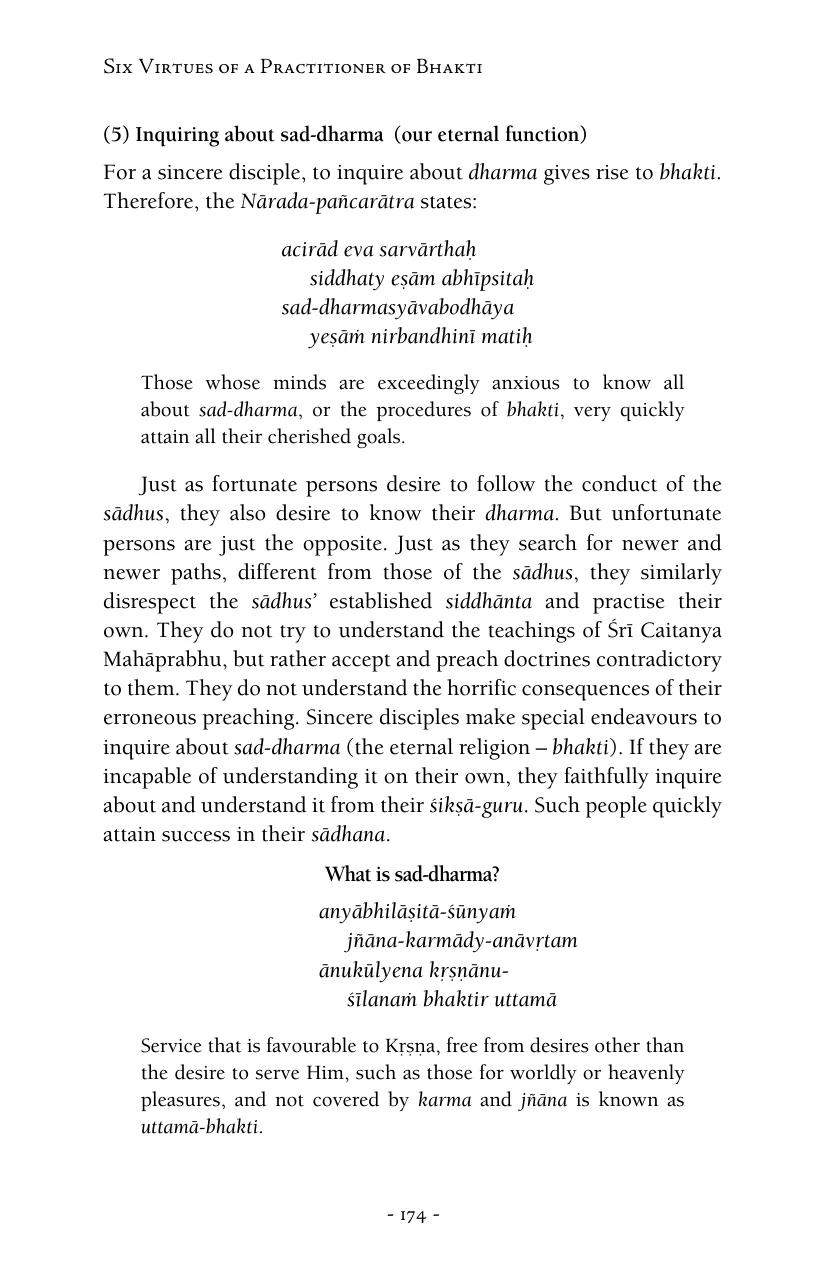 Six Virtues of a Practitioner of Bhakti
(5) Inquiring about sad-dharma (our eternal function)
For a sincere disciple, to inquire about dharma gives rise to bhakti.
Therefore, the Nārada-pañcarātra states:
acirād eva sarvārthaḥ
siddhaty eṣām abhīpsitaḥ
sad-dharmasyāvabodhāya
yeṣāṁ nirbandhinī matiḥ
Those whose minds are exceedingly anxious to know all
about sad-dharma, or the procedures of bhakti, very quickly
attain all their cherished goals.
Just as fortunate persons desire to follow the conduct of the
sādhus, they also desire to know their dharma. But unfortunate
persons are just the opposite. Just as they search for newer and
newer paths, different from those of the sādhus, they similarly
disrespect the sādhus’ established siddhānta and practise their
own. They do not try to understand the teachings of Śrī Caitanya
Mahāprabhu, but rather accept and preach doctrines contradictory
to them. They do not understand the horrific consequences of their
erroneous preaching. Sincere disciples make special endeavours to
inquire about sad-dharma (the eternal religion – bhakti). If they are
incapable of understanding it on their own, they faithfully inquire
about and understand it from their śikṣā-guru. Such people quickly
attain success in their sādhana.
What is sad-dharma?
anyābhilāṣitā-śūnyaṁ
jñāna-karmādy-anāvṛtam
ānukūlyena kṛṣṇānu-
śīlanaṁ bhaktir uttamā
Service that is favourable to Kṛṣṇa, free from desires other than
the desire to serve Him, such as those for worldly or heavenly
pleasures, and not covered by karma and jñāna is known as
uttamā-bhakti.
- 174 -